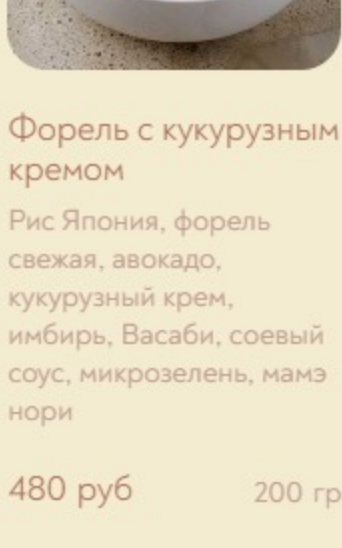 Форель с кукурузным
кремом
Рис Япония, форель
свежая, авокадо,
кукурузный крем,
имбирь, Васаби, соевый
соус, микрозелень, мамэ
нори
480 руб
200 гр